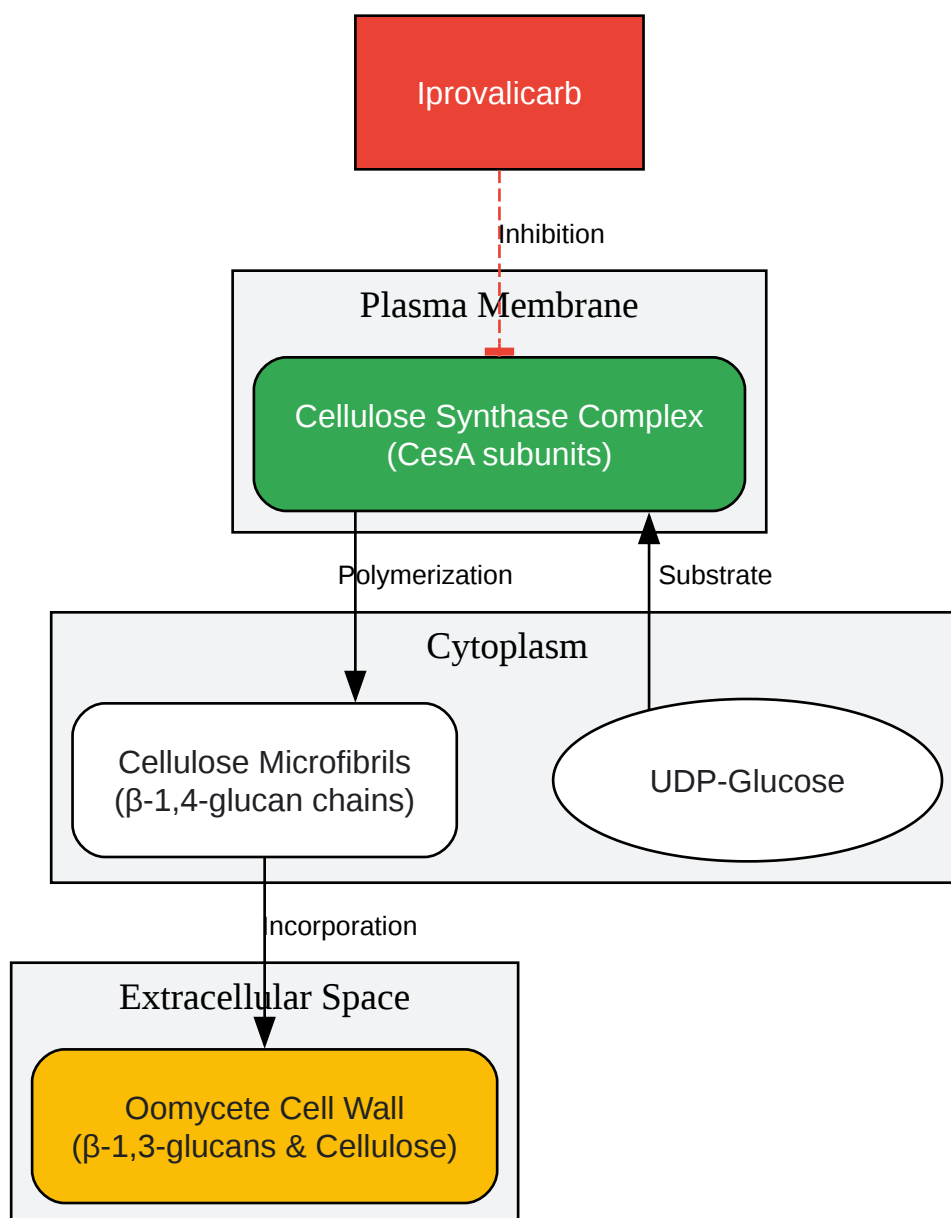 Iprovalicarb
Inhibition
Plasma Membrane
Cellulose Synthase Complex
(CesA subunits)
Polymerization
Substrate
Cytoplasm
Cellulose Microfibrils
(β-1,4-glucan chains)
UDP-Glucose
Incorporation
Extracellular Space
Oomycete Cell Wall
(β-1,3-glucans & Cellulose)